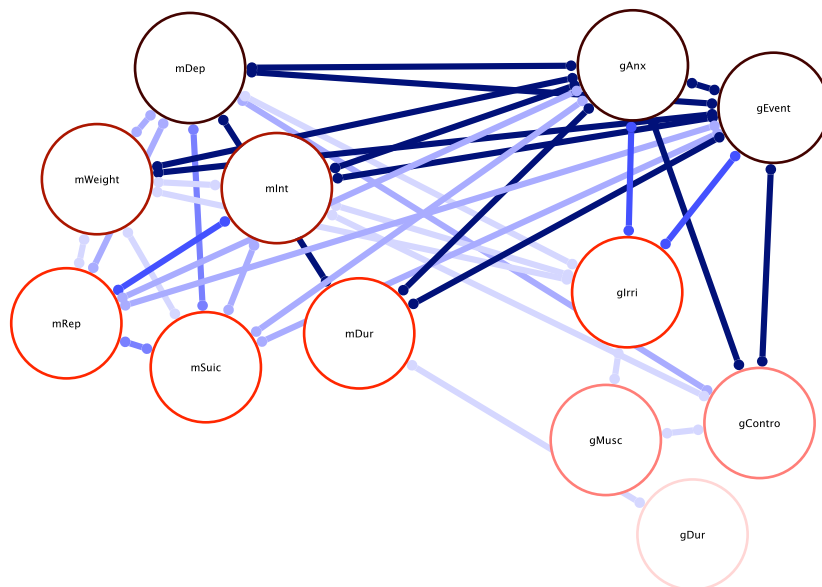 mDep
gAnx
gEvent
mWeight
mInt
gIrri
mRep
mSuic
mDur
gContro
gMusc
gDur